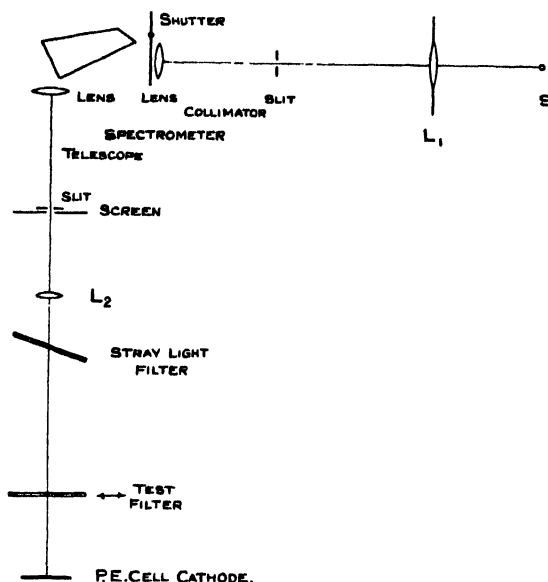 SHUTTER
LENS LENS SLIT S
COLLIMATOR
SPECTROMETER L1
TELESCOPE
SLIT
SCREEN
L2
STRAY LIGHT
FILTER
TEST
FILTER
P.E. CELL CATHODE.